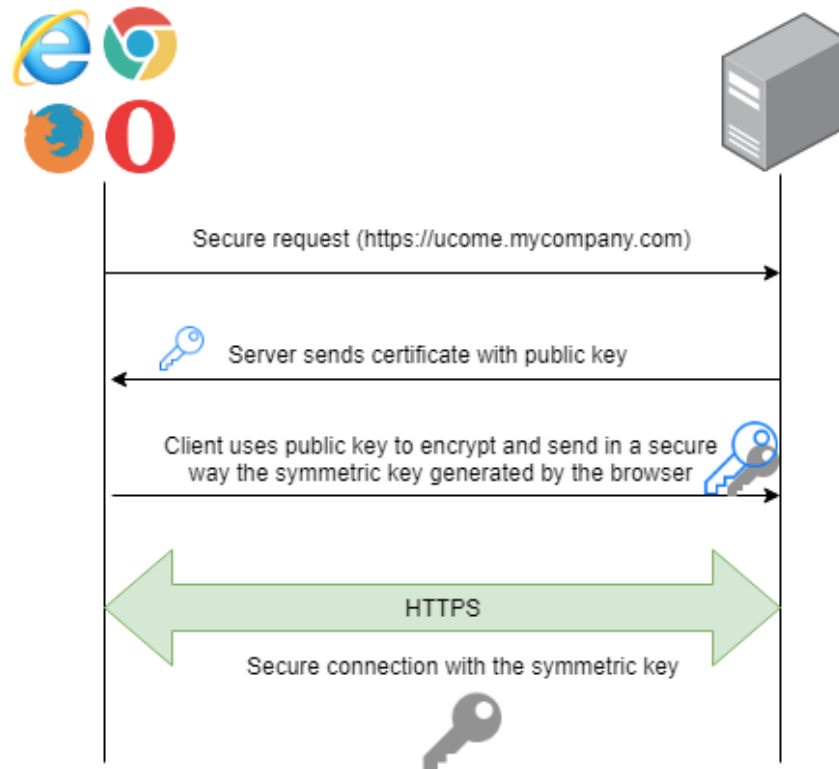 Secure request (https://ucome.mycompany.com)
Server sends certificate with public key
Client uses public key to encrypt and send in a secure
way the symmetric key generated by the browser
HTTPS
Secure connection with the symmetric key